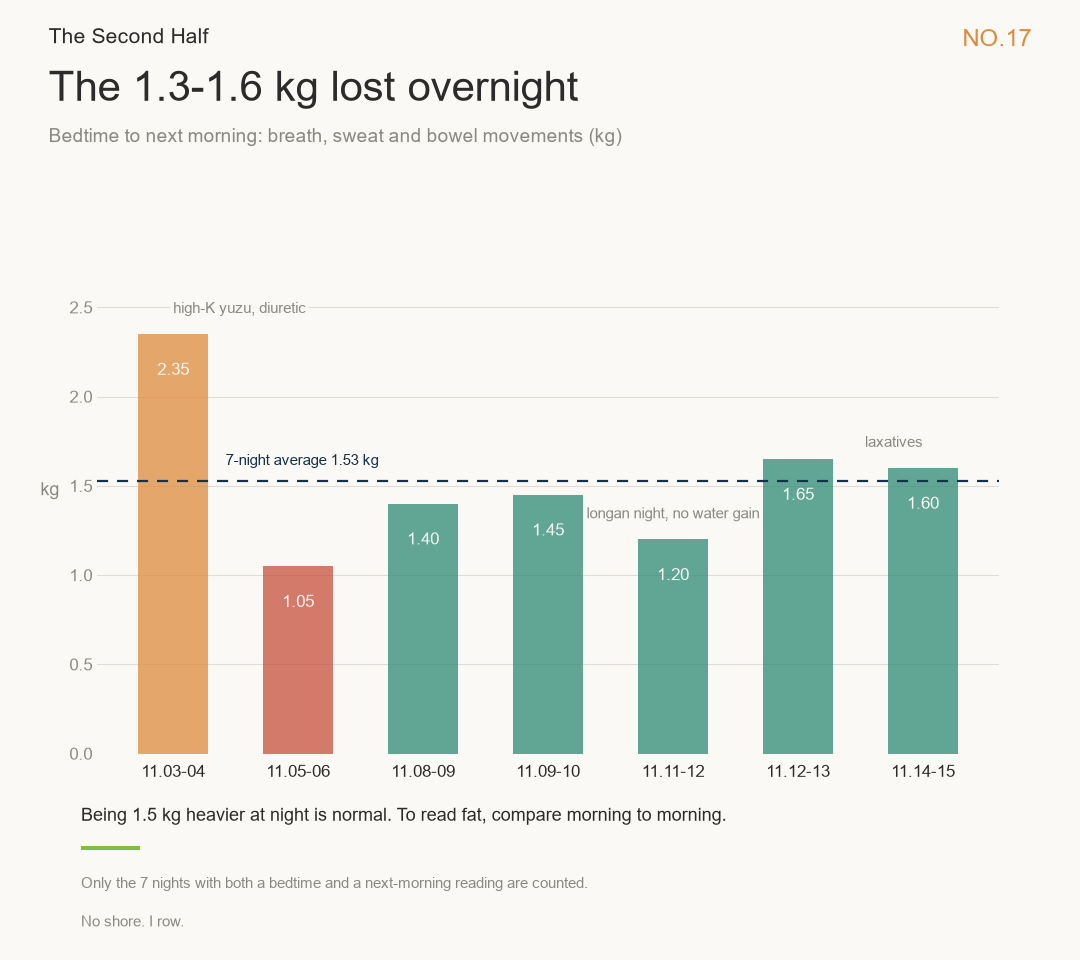 The Second Half
NO.17
The 1.3-1.6 kg lost overnight
Bedtime to next morning: breath, sweat and bowel movements (kg)
2.5
high-K yuzu, diuretic
2.35
2.0
laxatives
7-night average 1.53 kg
kg
1.5
1.65
1.60
longan night, no water gain
1.45
1.40
1.20
1.0
1.05
0.5
0.0
11.03-04
11.05-06
11.08-09
11.09-10
11.11-12
11.12-13
11.14-15
Being 1.5 kg heavier at night is normal. To read fat, compare morning to morning.
Only the 7 nights with both a bedtime and a next-morning reading are counted.
No shore. I row.